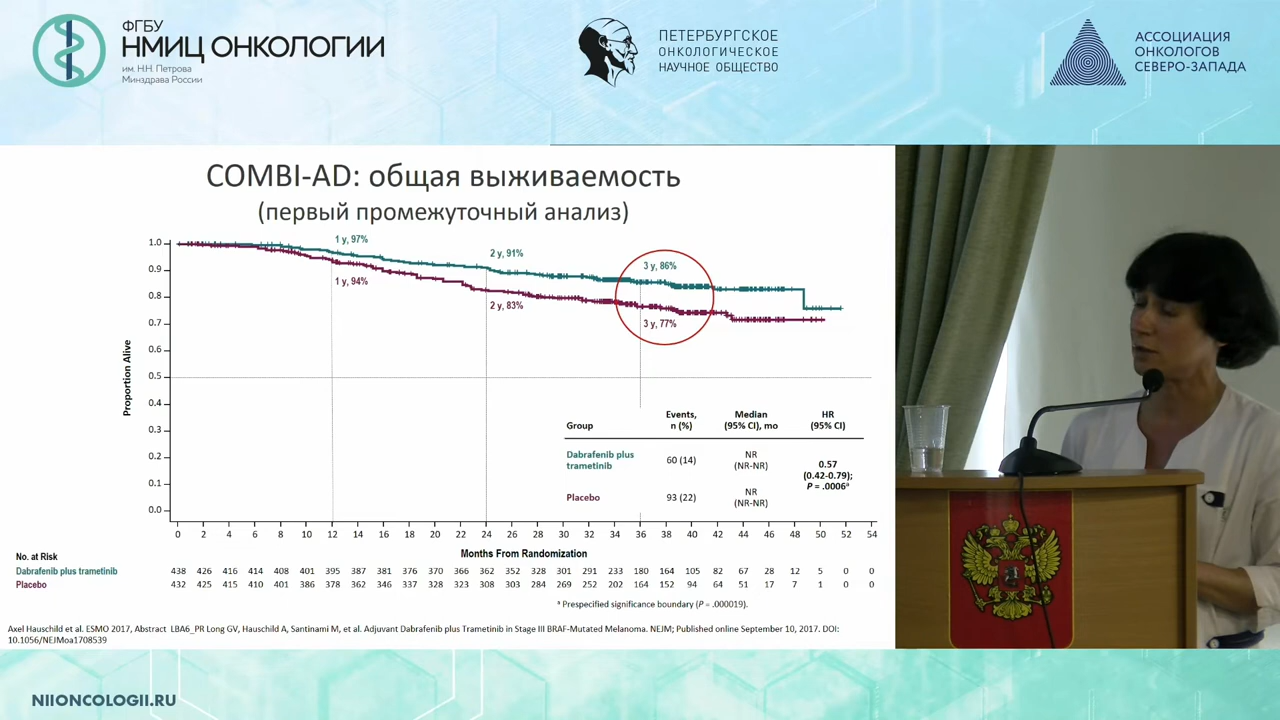 ФГБУ
НМИЦ ОНКОЛОГИИ
им. Н.Н. Петрова
Минздрава России
ПЕТЕРБУРГСКОЕ
ОНКОЛОГИЧЕСКОЕ
НАУЧНОЕ ОБЩЕСТВО
АССОЦИАЦИЯ
ОНКОЛОГОВ
СЕВЕРО-ЗАПАДА
COMBI-AD: общая выживаемость
(первый промежуточный анализ)
Proportion Alive
1.0
0.9
0.8
0.7
0.6
0.5
0.4
0.3
0.2
0.1
0.0
1 y, 97%
2 y, 91%
3 y, 86%
1 y, 94%
2 y, 83%
3 y, 77%
Group
Events,
n (%)
Median
(95% CI), mo
HR
(95% CI)
Dabrafenib plus
trametinib
60 (14)
NR
(NR-NR)
0.57
(0.42-0.79);
P = .0006ᵃ
Placebo
93 (22)
NR
(NR-NR)
0 2 4 6 8 10 12 14 16 18 20 22 24 26 28 30 32 34 36 38 40 42 44 46 48 50 52 54
Months From Randomization
No. at Risk
Dabrafenib plus trametinib 438 426 416 414 408 401 395 387 381 376 370 366 362 352 328 301 291 233 180 164 105 82 67 28 12 5 0 0
Placebo 432 425 415 410 401 386 378 362 346 337 328 323 308 303 284 269 252 202 164 152 94 64 51 17 7 1 0 0
ᵃ Prespecified significance boundary (P = .000019).
Axel Hauschild et al. ESMO 2017, Abstract LBA6_PR Long GV, Hauschild A, Santinami M, et al. Adjuvant Dabrafenib plus Trametinib in Stage III BRAF-Mutated Melanoma. NEJM; Published online September 10, 2017. DOI:
10.1056/NEJMoa1708539
NIIONCOLOGII.RU